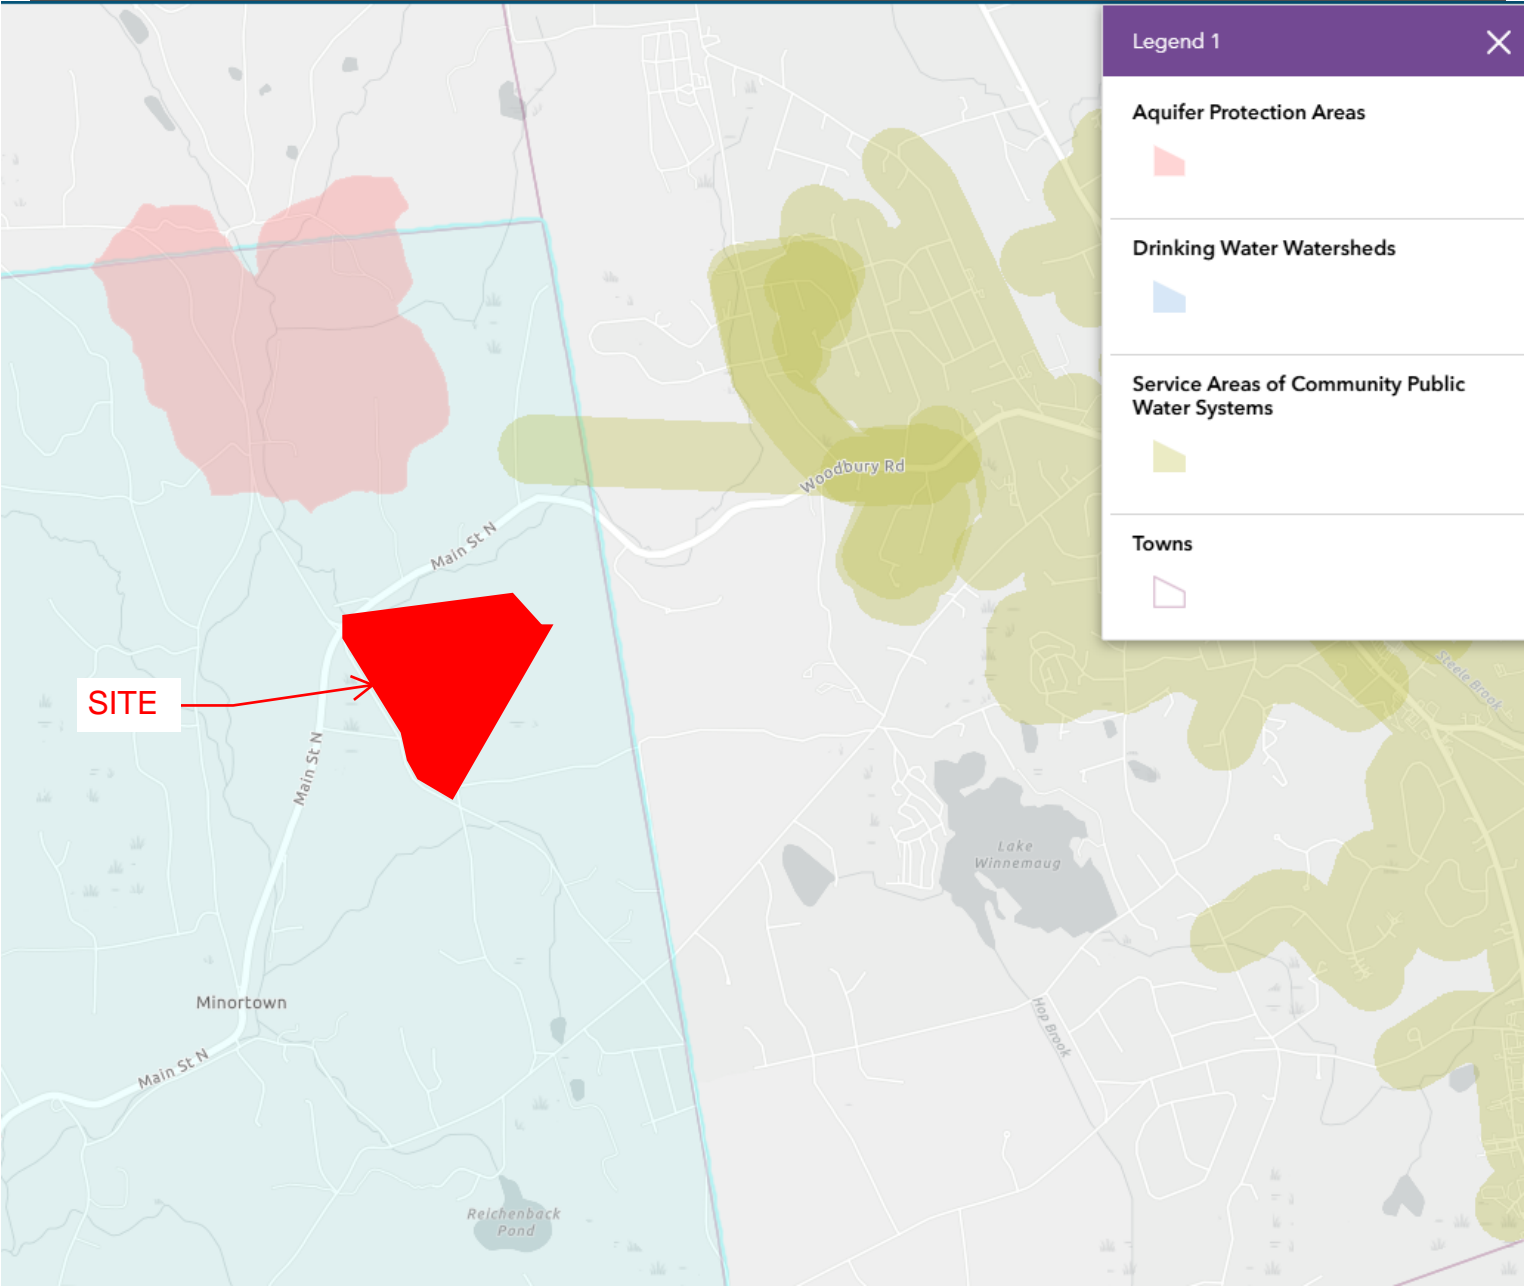 Legend 1
Aquifer Protection Areas
Drinking Water Watersheds
Service Areas of Community Public
Water Systems
Towns
Woodbury Rd
Main St N
SITE
Main St N
Steele Brook
Lake
Winnemaug
Minortown
Hop Brook
Main St N
Reichenback
Pond